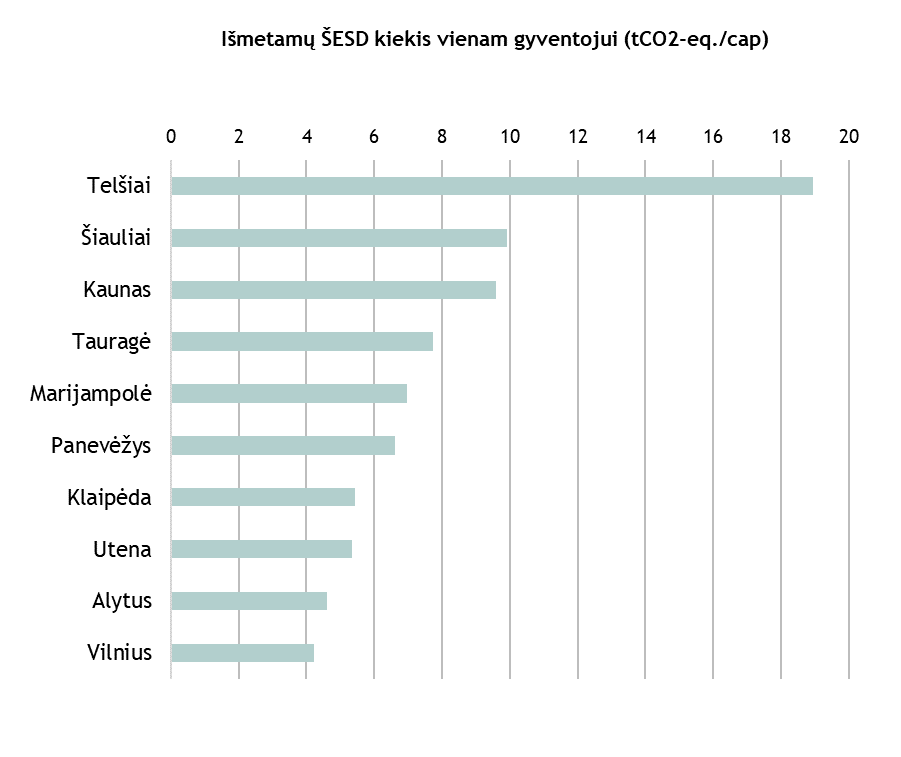 Išmetamų ŠESD kiekis vienam gyventojui (tCO2-eq./cap)
0 2 4 6 8 10 12 14 16 18 20
Telšiai
Šiauliai
Kaunas
Tauragė
Marijampolė
Panevėžys
Klaipėda
Utena
Alytus
Vilnius